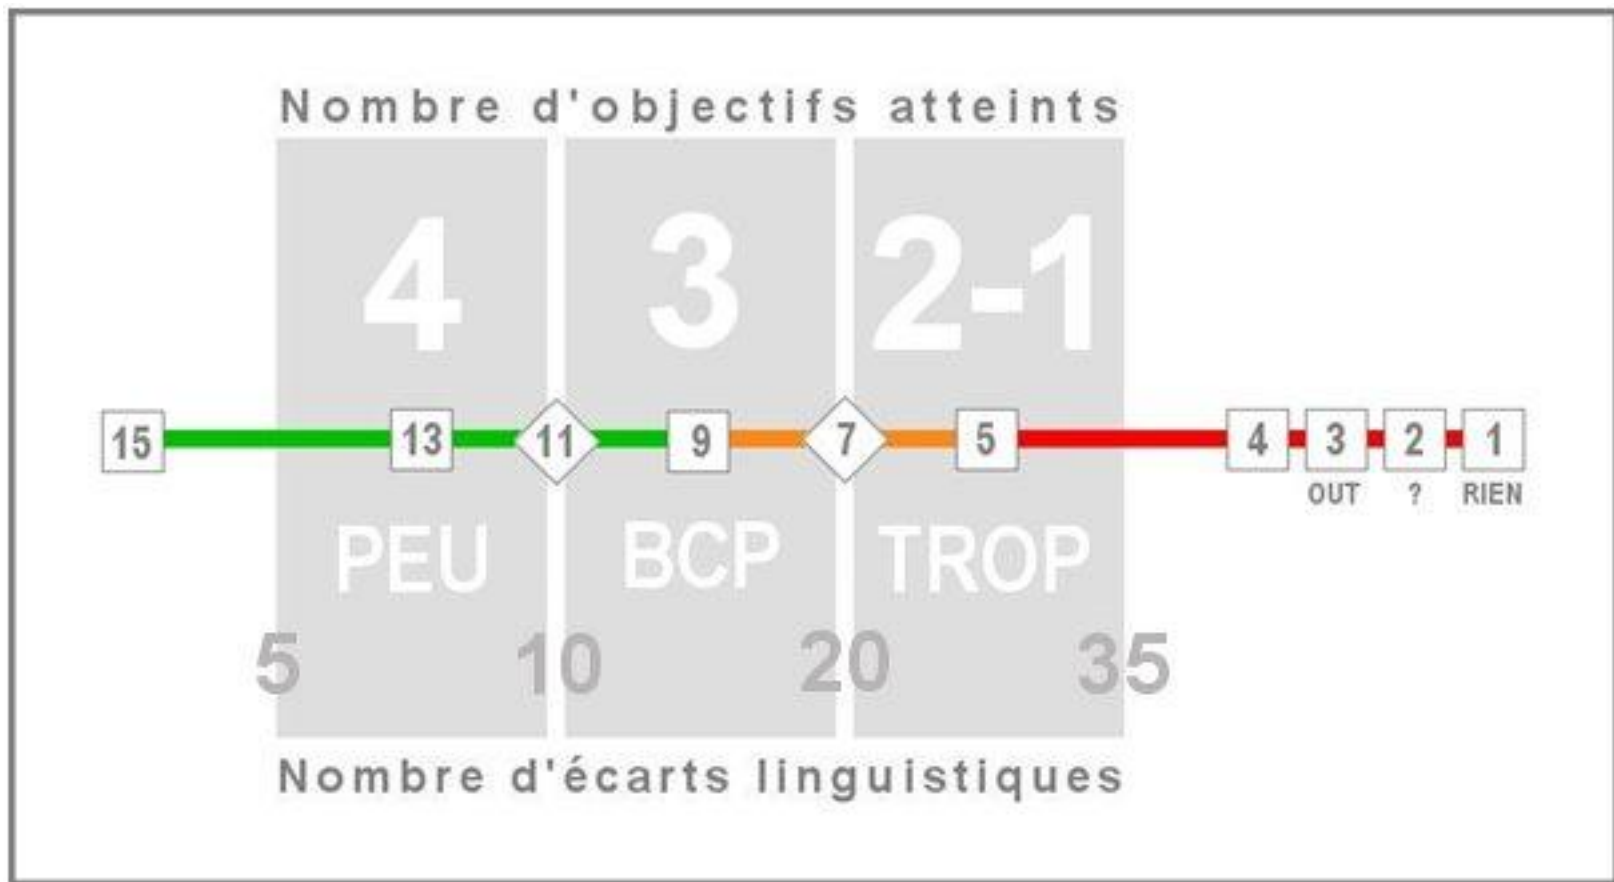 Nombre d'objectifs atteints
4 3 2-1
15 13 11 9 7 5 4 3 2 1
OUT ? RIEN
PEU BCP TROP
5 10 20 35
Nombre d'écarts linguistiques